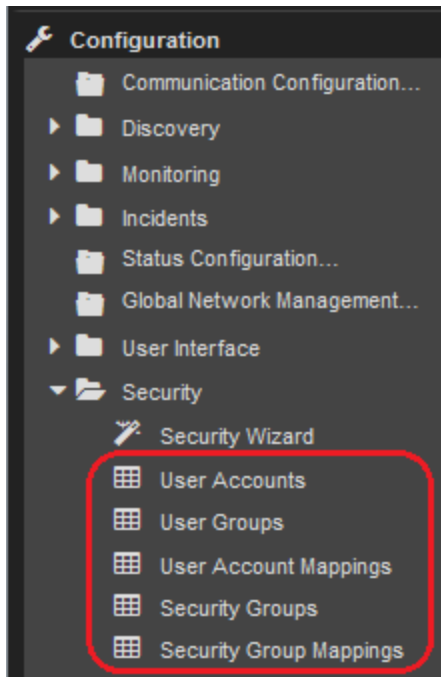 Configuration
Communication Configuration...
Discovery
Monitoring
Incidents
Status Configuration...
Global Network Management...
User Interface
Security
Security Wizard
User Accounts
User Groups
User Account Mappings
Security Groups
Security Group Mappings